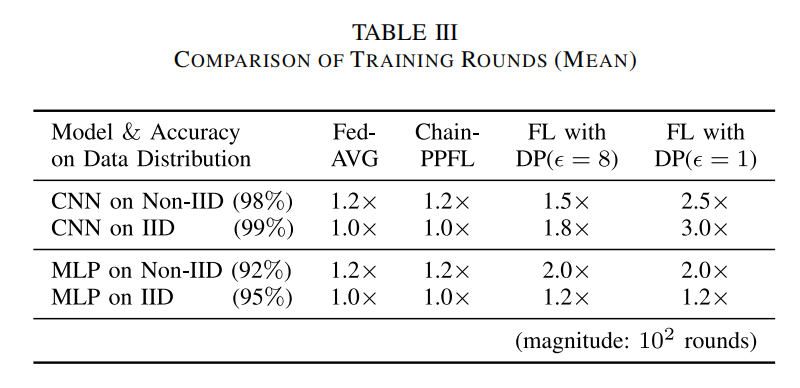 TABLE III
COMPARISON OF TRAINING ROUNDS (MEAN)
Model & Accuracy Fed- Chain- FL with FL with
on Data Distribution AVG PPFL DP(ϵ = 8) DP(ϵ = 1)
CNN on Non-IID (98%) 1.2× 1.2× 1.5× 2.5×
CNN on IID (99%) 1.0× 1.0× 1.8× 3.0×
MLP on Non-IID (92%) 1.2× 1.2× 2.0× 2.0×
MLP on IID (95%) 1.0× 1.0× 1.2× 1.2×
(magnitude: 10² rounds)